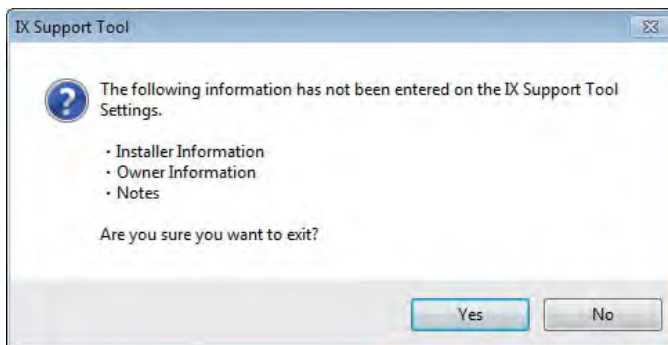 IX Support Tool
The following information has not been entered on the IX Support Tool
Settings.
・Installer Information
・Owner Information
・Notes
Are you sure you want to exit?
Yes
No